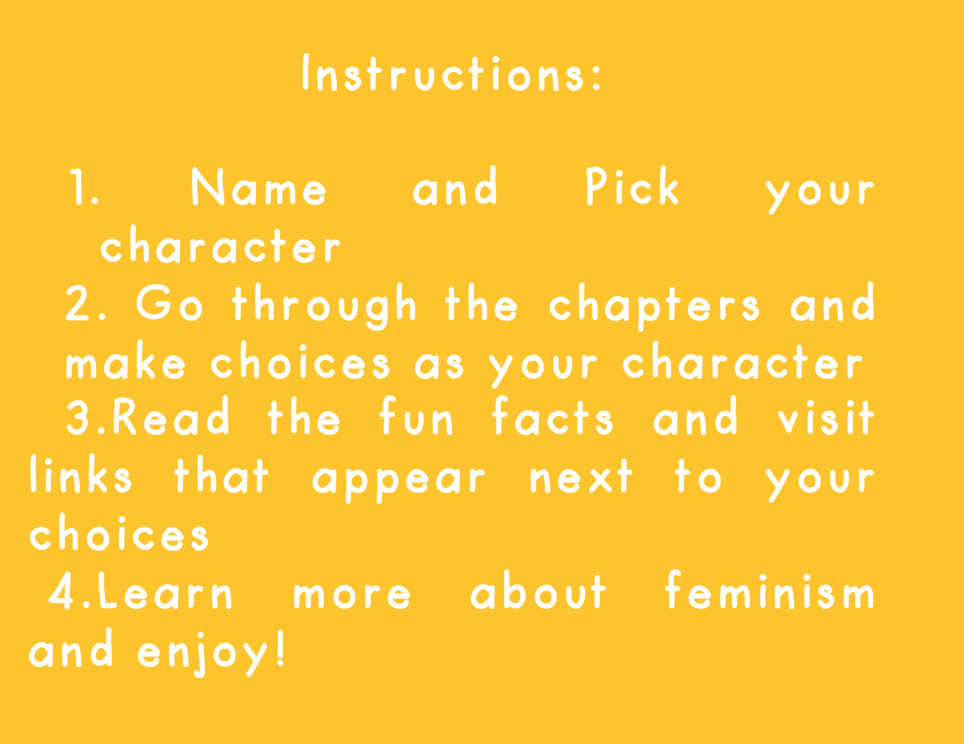 Instructions:
1. Name and Pick your
character
2. Go through the chapters and
make choices as your character
3.Read the fun facts and visit
links that appear next to your
choices
4.Learn more about feminism
and enjoy!